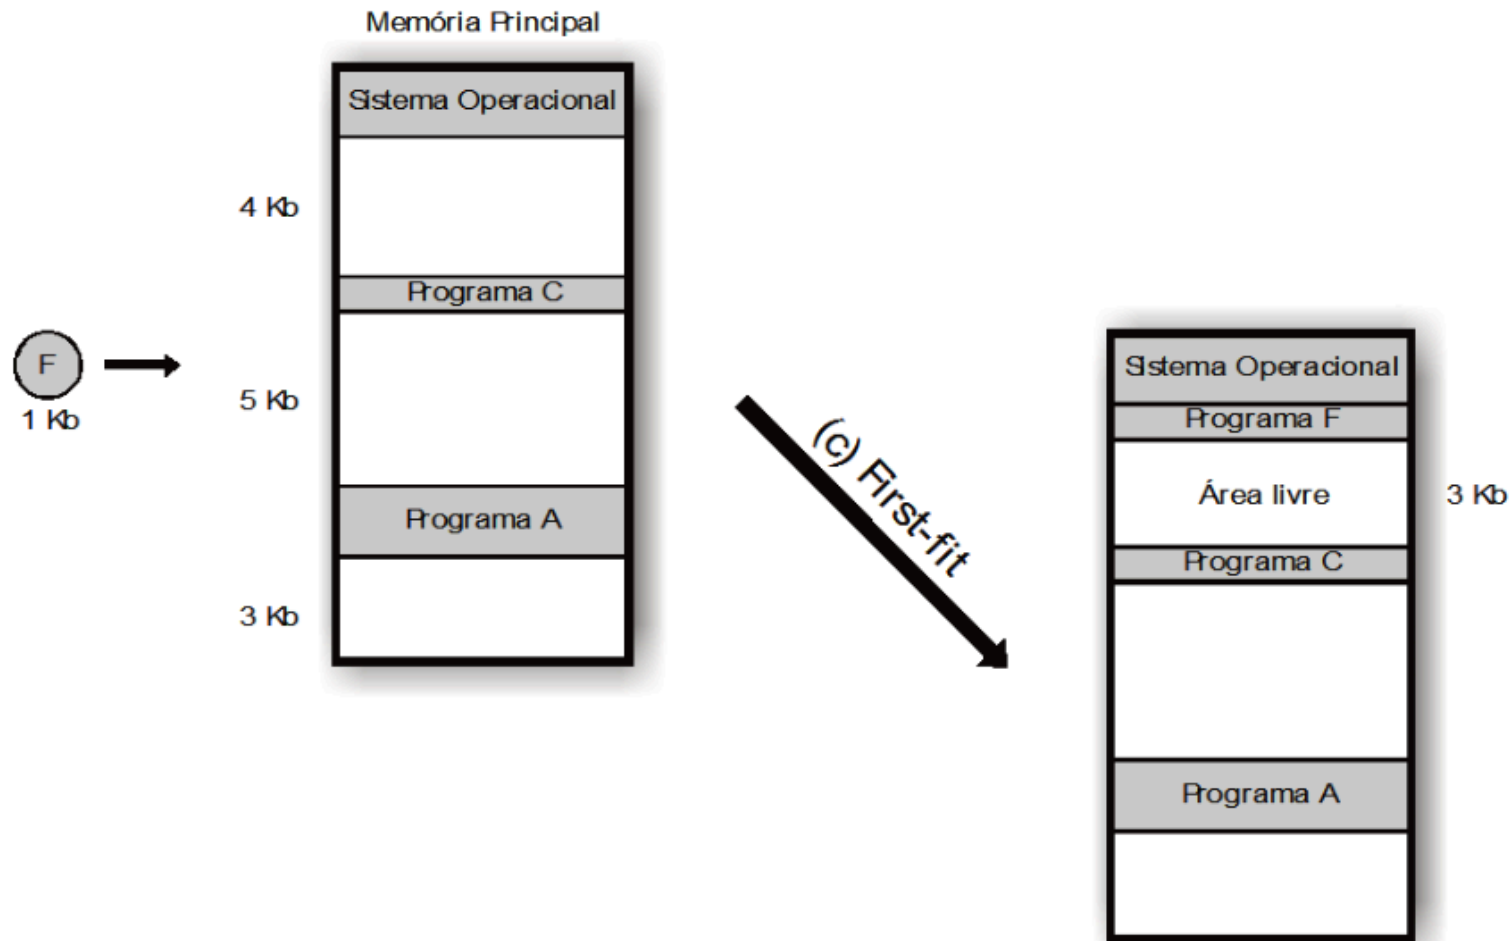 Memória Principal
Sistema Operacional
4 Kb
Programa C
F
1 Kb
5 Kb
Programa A
3 Kb
(c) First-fit
Sistema Operacional
Programa F
Área livre
3 Kb
Programa C
Programa A